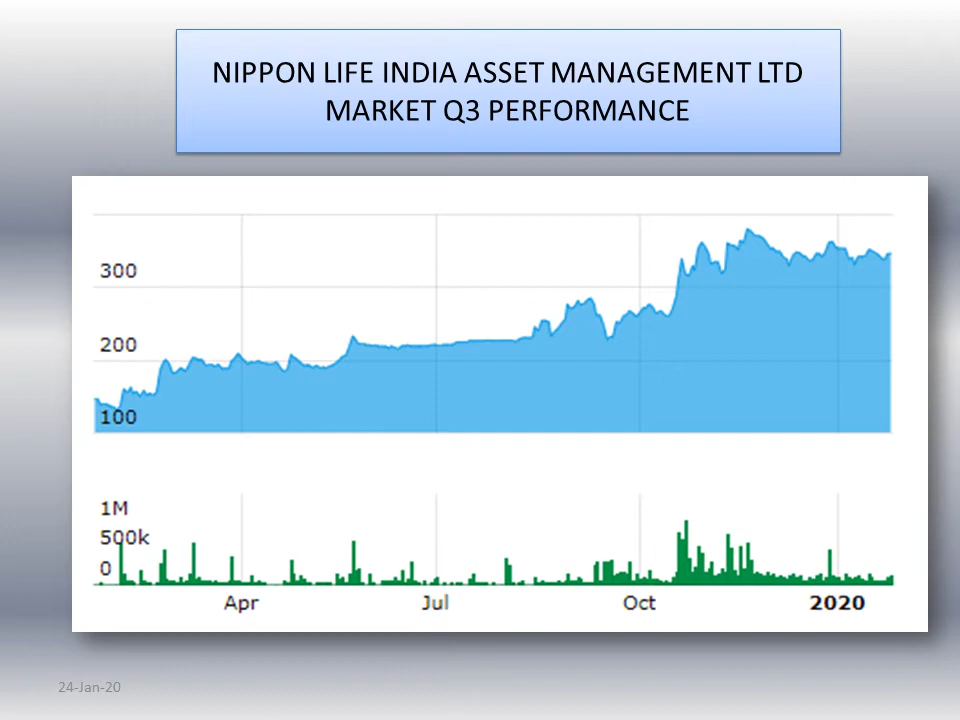 NIPPON LIFE INDIA ASSET MANAGEMENT LTD
MARKET Q3 PERFORMANCE
300
200
100
1M
500k
0
Apr Jul Oct 2020
24-Jan-20